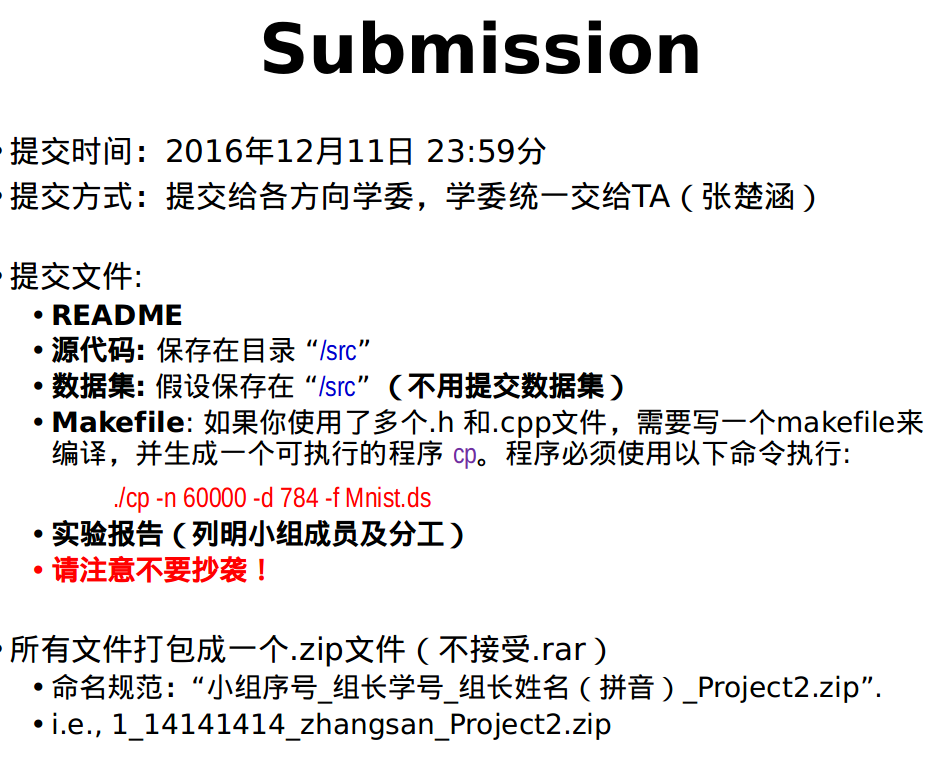 Submission
• 提交时间：2016年12月11日 23:59分
• 提交方式：提交给各方向学委，学委统一交给TA（张楚涵）
• 提交文件:
• README
• 源代码: 保存在目录 “/src”
• 数据集: 假设保存在 “/src” （不用提交数据集）
• Makefile: 如果你使用了多个.h 和.cpp文件，需要写一个makefile来
编译，并生成一个可执行的程序 cp。程序必须使用以下命令执行:
./cp -n 60000 -d 784 -f Mnist.ds
• 实验报告（列明小组成员及分工）
• 请注意不要抄袭！
• 所有文件打包成一个.zip文件（不接受.rar）
• 命名规范：“小组序号_组长学号_组长姓名（拼音）_Project2.zip”.
• i.e., 1_14141414_zhangsan_Project2.zip